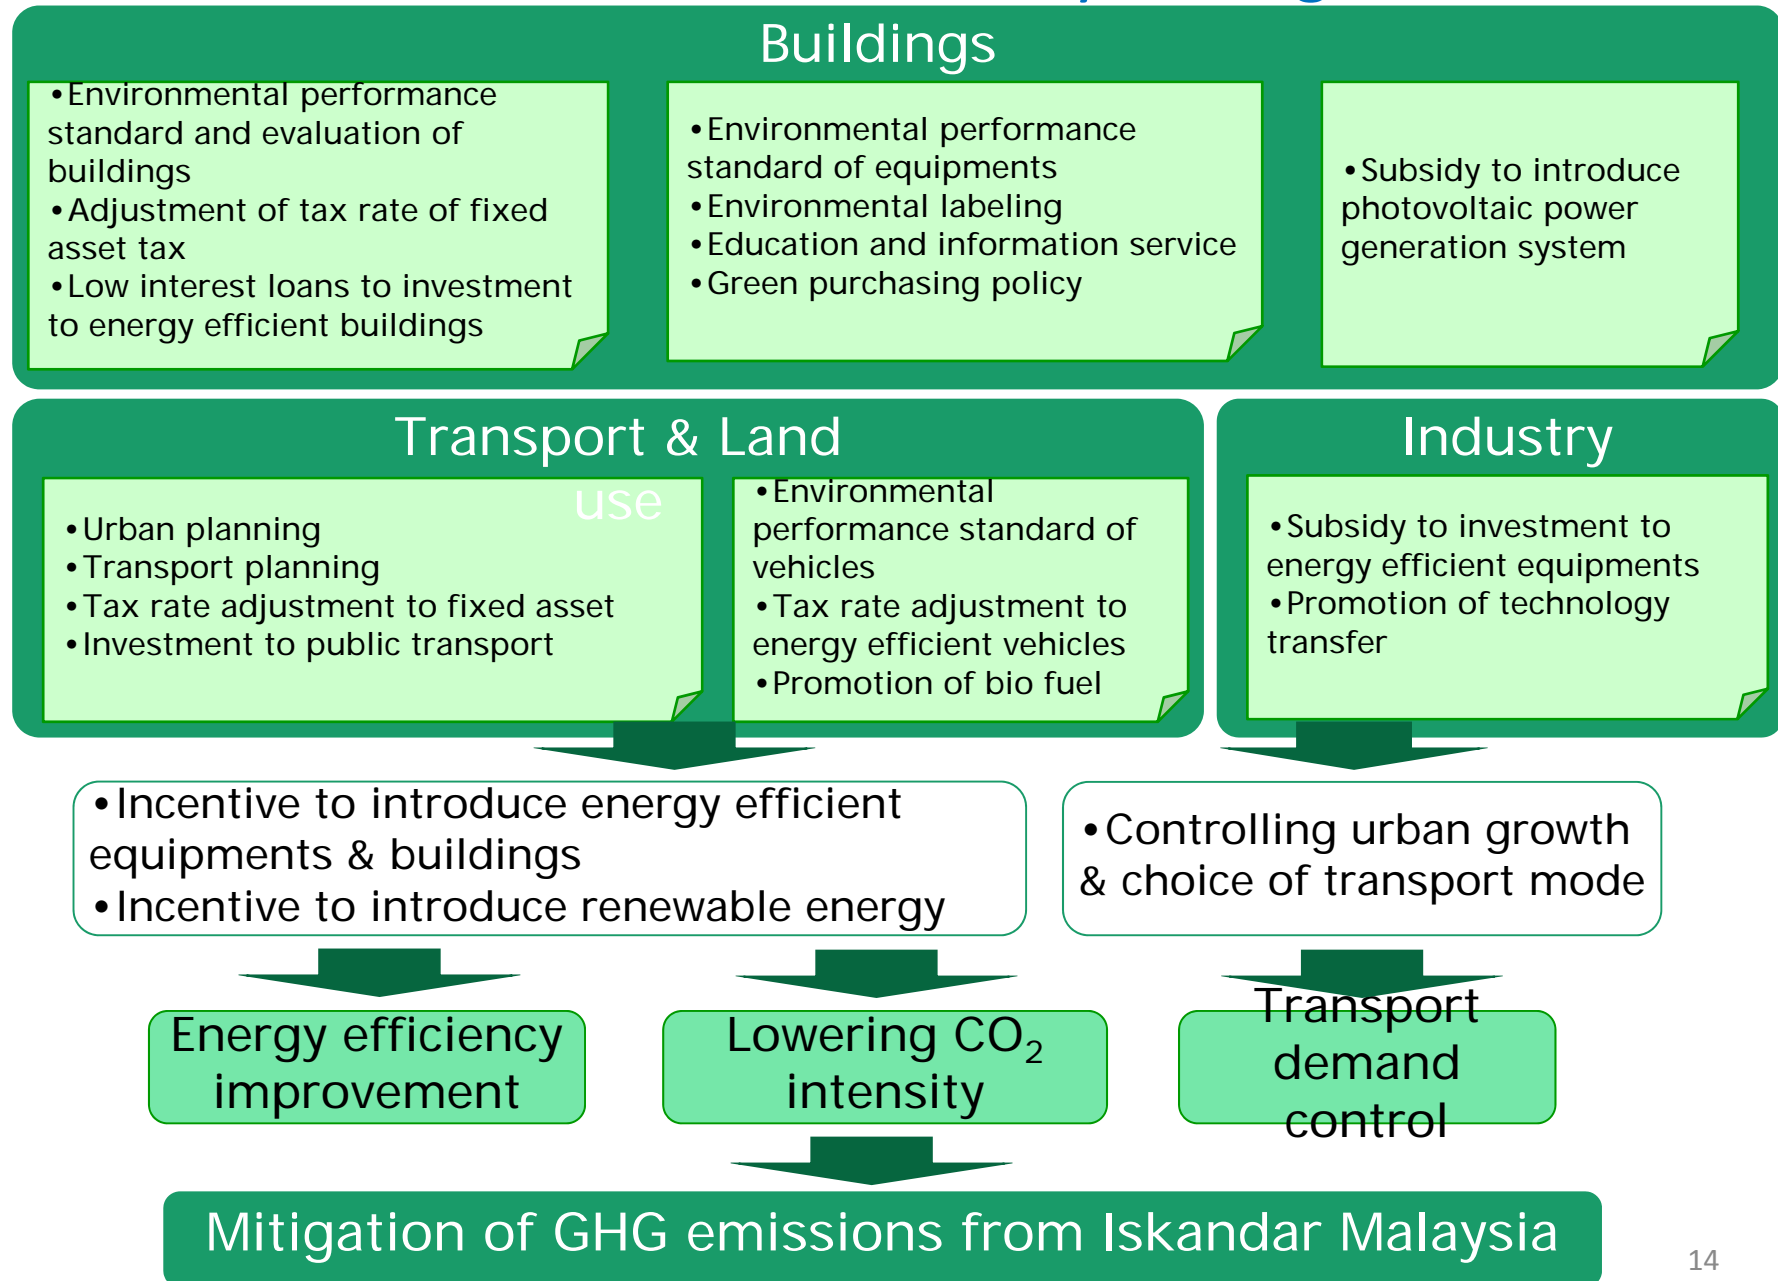 Buildings
•Environmental performance
standard and evaluation of
buildings
•Adjustment of tax rate of fixed
asset tax
•Low interest loans to investment
to energy efficient buildings
•Environmental performance
standard of equipments
•Environmental labeling
•Education and information service
•Green purchasing policy
•Subsidy to introduce
photovoltaic power
generation system
Transport & Land
use
•Urban planning
•Transport planning
•Tax rate adjustment to fixed asset
•Investment to public transport
•Environmental
performance standard of
vehicles
•Tax rate adjustment to
energy efficient vehicles
•Promotion of bio fuel
Industry
•Subsidy to investment to
energy efficient equipments
•Promotion of technology
transfer
•Incentive to introduce energy efficient
equipments & buildings
•Incentive to introduce renewable energy
•Controlling urban growth
& choice of transport mode
Energy efficiency
improvement
Lowering CO₂
intensity
Transport
demand
control
Mitigation of GHG emissions from Iskandar Malaysia
14